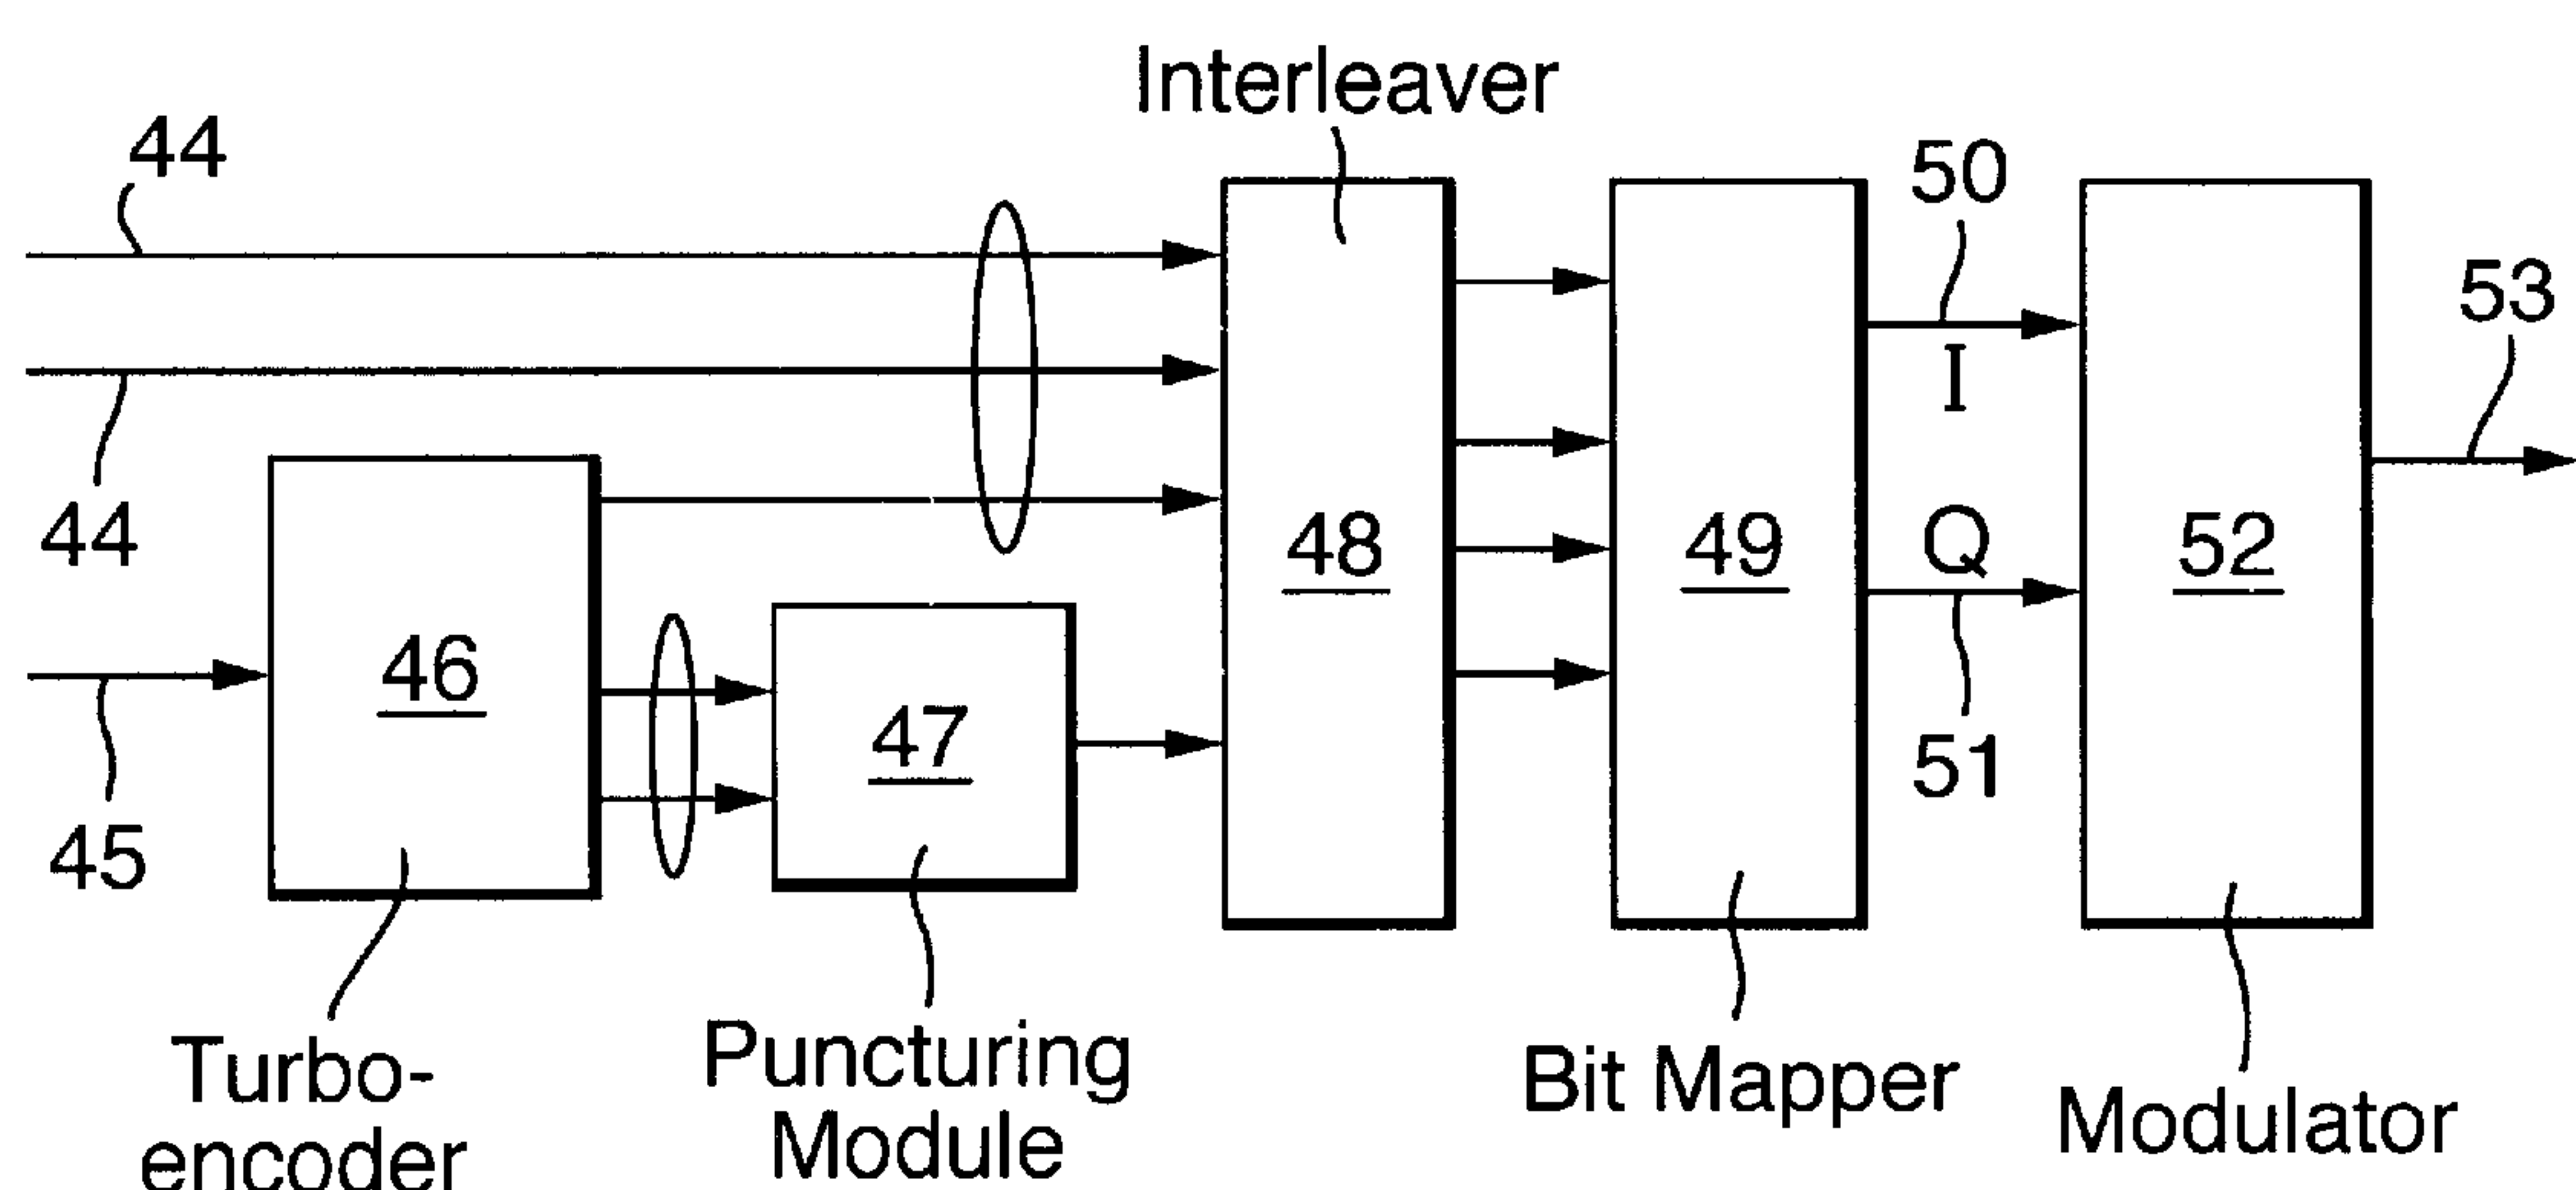 Interleaver
44
50
53
I
44
48
49
Q
52
46
47
51
45
Turbo-
encoder
Puncturing
Module
Bit Mapper
Modulator